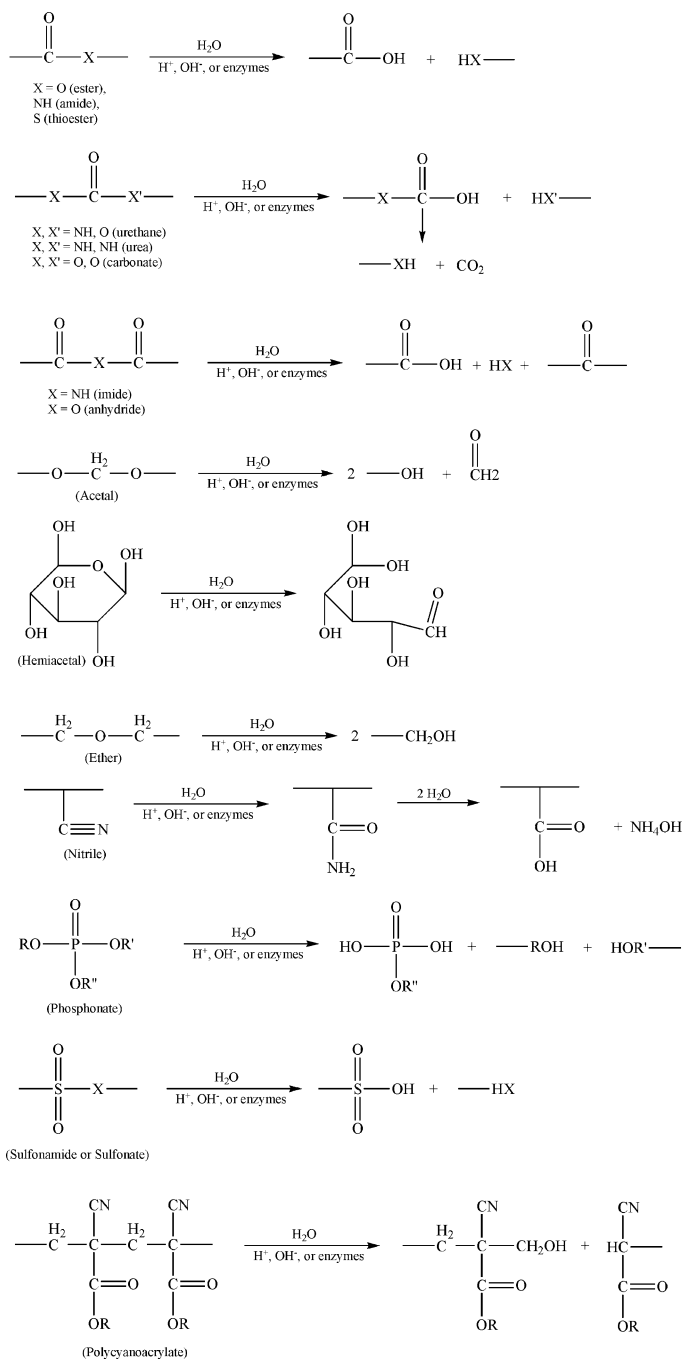 O
C X
H2O
H+, OH-, or enzymes
O
C OH + HX
X = O (ester),
NH (amide),
S (thioester)
O
X C X'
H2O
H+, OH-, or enzymes
O
X C OH + HX'
X, X' = NH, O (urethane)
X, X' = NH, NH (urea)
X, X' = O, O (carbonate)
XH + CO2
O O
C X C
H2O
H+, OH-, or enzymes
O O
C OH + HX + C
X = NH (imide)
X = O (anhydride)
H2
O C O
(Acetal)
H2O
H+, OH-, or enzymes
O
2 OH + CH2
OH
O OH
OH
OH
(Hemiacetal) OH
H2O
H+, OH-, or enzymes
OH
OH
OH O
OH CH
OH
H2 H2
C O C
(Ether)
H2O
H+, OH-, or enzymes
2 CH2OH
C N
(Nitrile)
H2O
H+, OH-, or enzymes
C O
NH2
2 H2O
C O
OH
+ NH4OH
O
RO P OR'
OR"
(Phosphonate)
H2O
H+, OH-, or enzymes
O
HO P OH + ROH + HOR'
OR"
O
S X
O
(Sulfonamide or Sulfonate)
H2O
H+, OH-, or enzymes
O
S OH + HX
O
CN CN
H2 H2
C C C C
C O C O
OR OR
(Polycyanoacrylate)
H2O
H+, OH-, or enzymes
CN CN
H2
C C CH2OH + HC
C O C O
OR OR